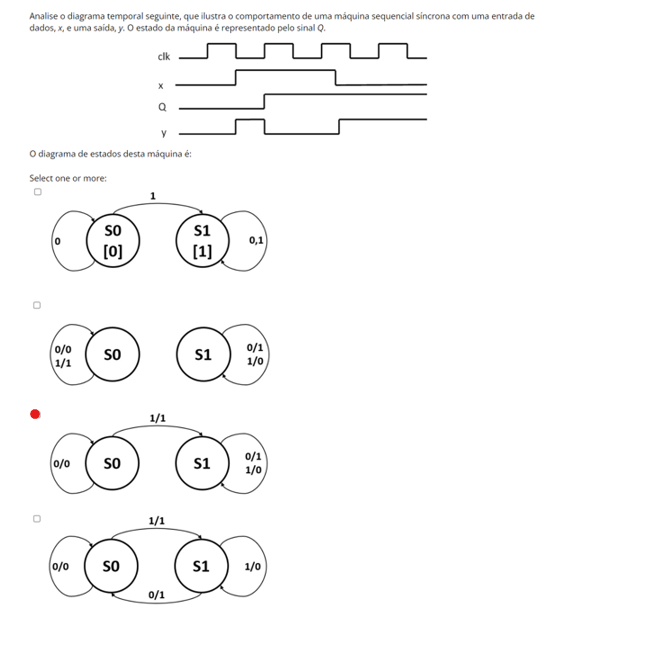 Analise o diagrama temporal seguinte, que ilustra o comportamento de uma máquina sequencial síncrona com uma entrada de
dados, x, e uma saída, y. O estado da máquina é representado pelo sinal Q.
clk
x
Q
y
O diagrama de estados desta máquina é:
Select one or more:
1
0
S0
[0]
S1
[1]
0,1
0/0
1/1
S0
S1
0/1
1/0
1/1
0/0
S0
S1
0/1
1/0
1/1
0/0
S0
S1
1/0
0/1